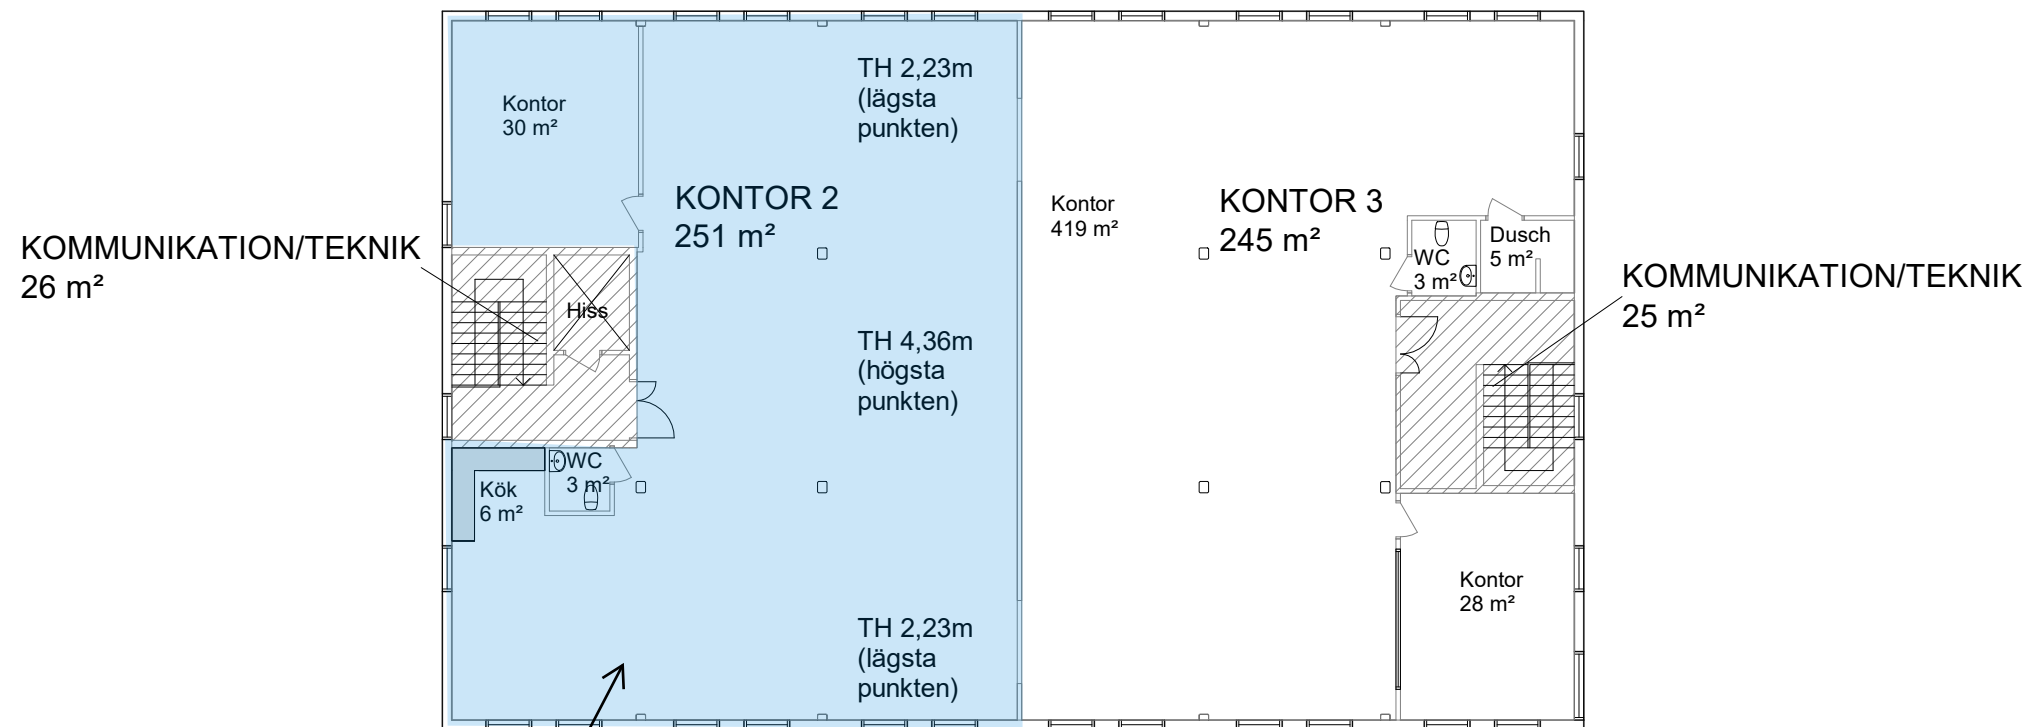 TH 2,23m
(lägsta
punkten)
Kontor
30 m²
KONTOR 2
251 m²
Kontor
419 m²
KONTOR 3
245 m²
KOMMUNIKATION/TEKNIK
26 m²
Hiss
WC
3 m²
Dusch
5 m²
KOMMUNIKATION/TEKNIK
25 m²
TH 4,36m
(högsta
punkten)
WC
3 m²
Kök
6 m²
Kontor
28 m²
TH 2,23m
(lägsta
punkten)